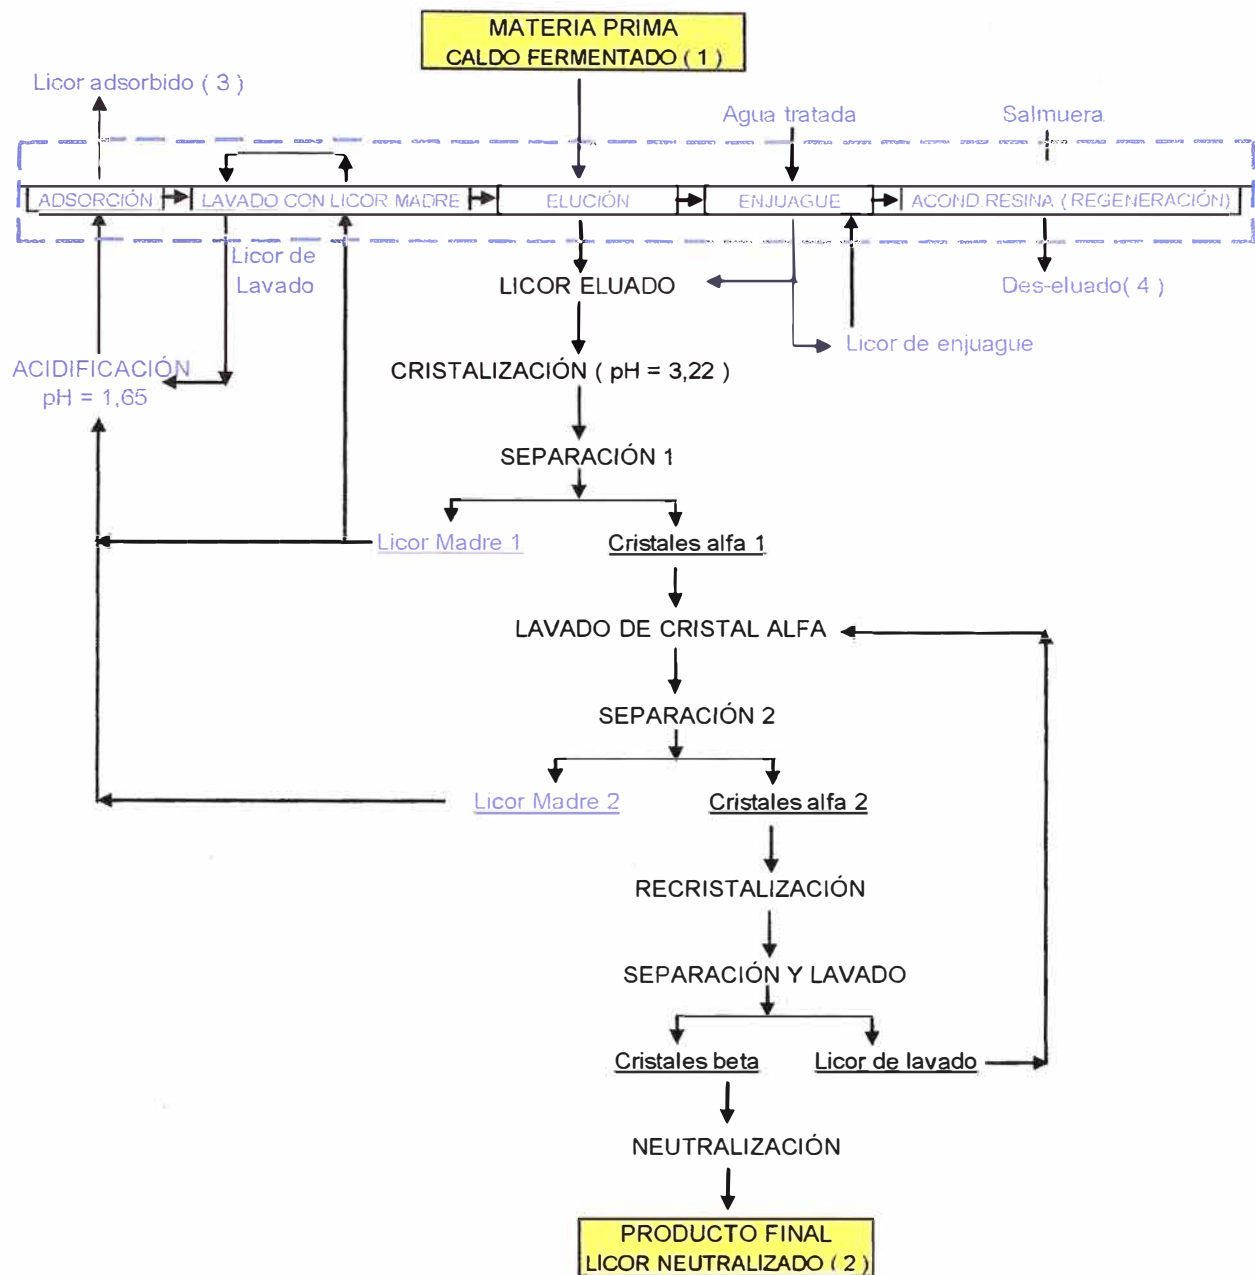 MATERIA PRIMA
CALDO FERMENTADO ( 1 )
Licor adsorbido ( 3 )
Agua tratada
Salmuera
ADSORCIÓN
LAVADO CON LICOR MADRE
ELUCIÓN
ENJUAGUE
ACOND RESINA ( REGENERACIÓN)
Licor de
Lavado
LICOR ELUADO
Des-eluado( 4 )
Licor de enjuague
ACIDIFICACIÓN
pH = 1,65
CRISTALIZACIÓN ( pH = 3,22 )
SEPARACIÓN 1
Licor Madre 1
Cristales alfa 1
LAVADO DE CRISTAL ALFA
SEPARACIÓN 2
Licor Madre 2
Cristales alfa 2
RECRISTALIZACIÓN
SEPARACIÓN Y LAVADO
Cristales beta
Licor de lavado
NEUTRALIZACIÓN
PRODUCTO FINAL
LICOR NEUTRALIZADO ( 2 )